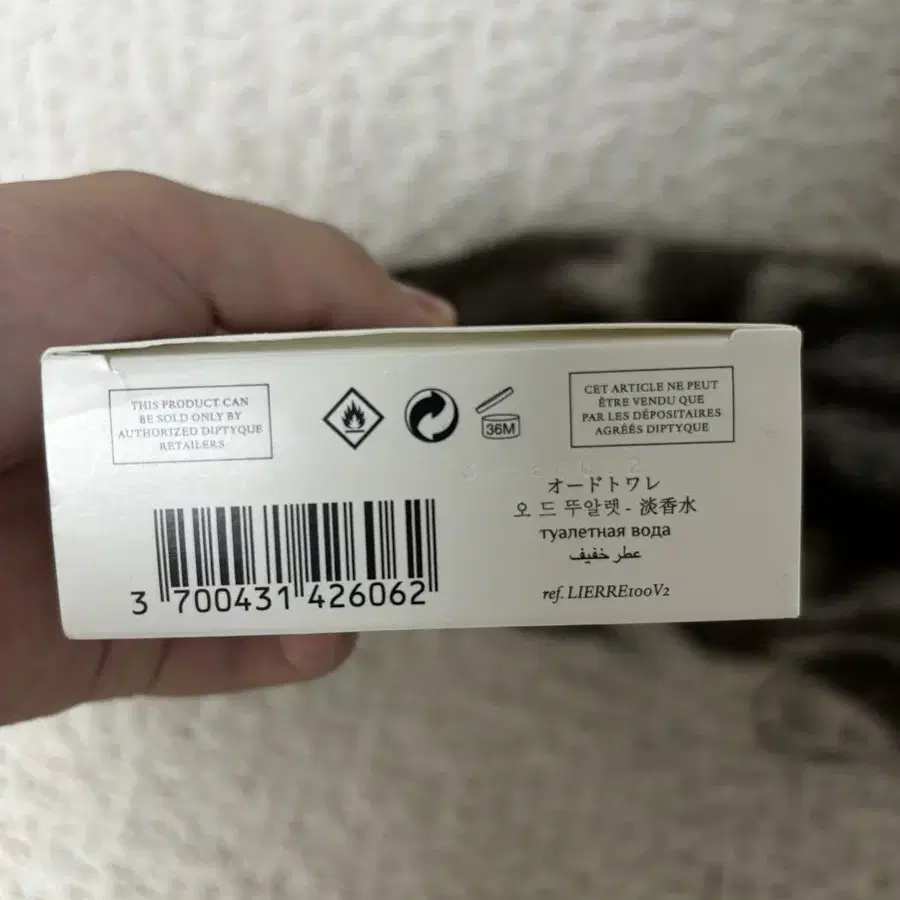 THIS PRODUCT CAN
BE SOLD ONLY BY
AUTHORIZED DIPTYQUE
RETAILERS
36M
CET ARTICLE NE PEUT
ÊTRE VENDU QUE
PAR LES DÉPOSITAIRES
AGRÉÉS DIPTYQUE
オードトワレ
오 드 뚜알렛 - 淡香水
туалетная вода
عطر خفيف
ref. LIERRE100V2
3 700431 426062